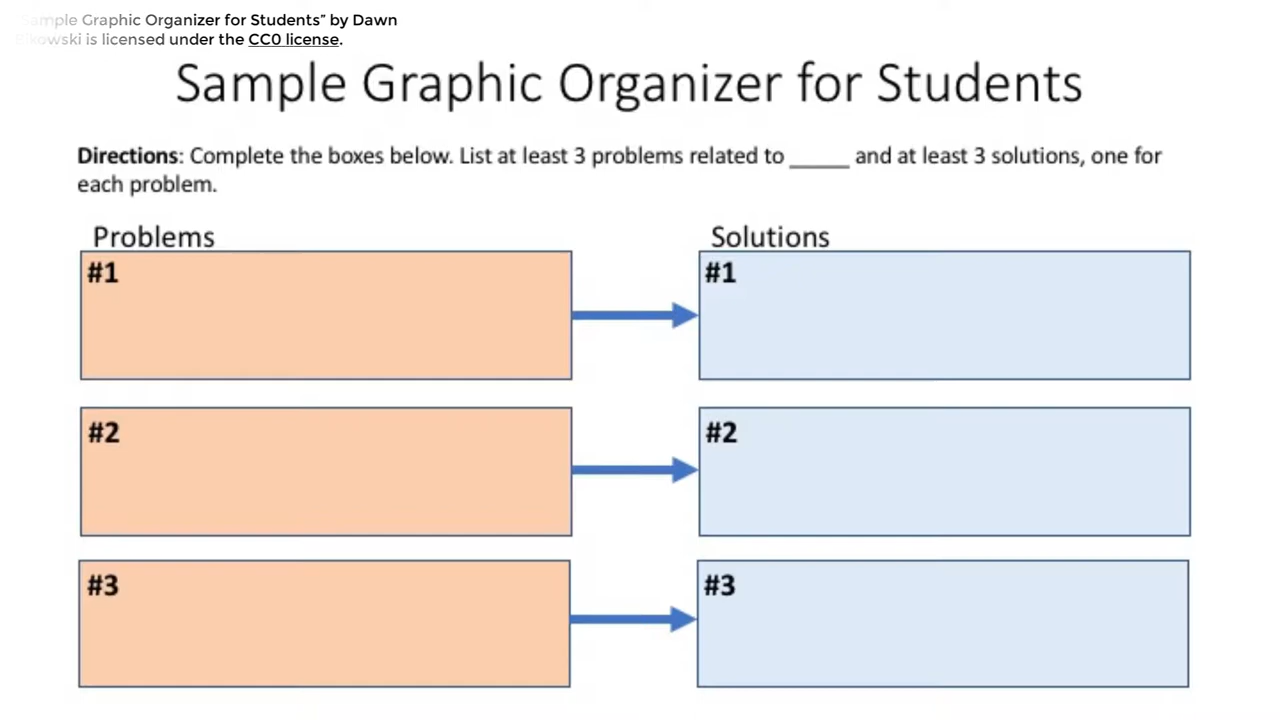 Sample Graphic Organizer for Students" by Dawn
is licensed under the CC0 license.
Sample Graphic Organizer for Students
Directions: Complete the boxes below. List at least 3 problems related to _____ and at least 3 solutions, one for
each problem.
Problems
Solutions
#1
#1
#2
#2
#3
#3